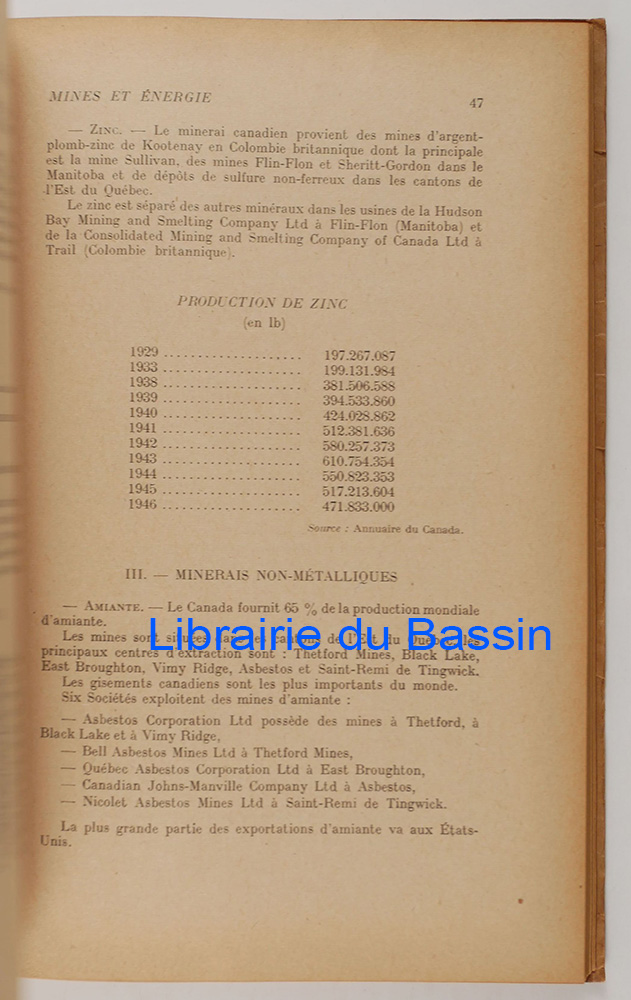 MINES ET ÉNERGIE 47
— ZINC. — Le minerai canadien provient des mines d'argent-
plomb-zinc de Kootenay en Colombie britannique dont la principale
est la mine Sullivan, des mines Flin-Flon et Sheritt-Gordon dans le
Manitoba et de dépôts de sulfure non-ferreux dans les cantons de
l'Est du Québec.
Le zinc est séparé des autres minéraux dans les usines de la Hudson
Bay Mining and Smelting Company Ltd à Flin-Flon (Manitoba) et
de la Consolidated Mining and Smelting Company of Canada Ltd à
Trail (Colombie britannique).
PRODUCTION DE ZINC
(en lb)
1929 .................... 197.267.087
1933 .................... 199.131.984
1938 .................... 381.506.588
1939 .................... 394.533.860
1940 .................... 424.028.862
1941 .................... 512.381.636
1942 .................... 580.257.373
1943 .................... 610.754.354
1944 .................... 550.823.353
1945 .................... 517.213.604
1946 .................... 471.833.000
Source : Annuaire du Canada.
III. — MINERAIS NON-MÉTALLIQUES
— AMIANTE. — Le Canada fournit 65 % de la production mondiale
d'amiante.
Les mines sont situées dans les cantons de l'Est du Québec, les
Librairie du Bassin
principaux centres d'extraction sont : Thetford Mines, Black Lake,
East Broughton, Vimy Ridge, Asbestos et Saint-Remi de Tingwick.
Les gisements canadiens sont les plus importants du monde.
Six Sociétés exploitent des mines d'amiante :
— Asbestos Corporation Ltd possède des mines à Thetford, à
Black Lake et à Vimy Ridge,
— Bell Asbestos Mines Ltd à Thetford Mines,
— Québec Asbestos Corporation Ltd à East Broughton,
— Canadian Johns-Manville Company Ltd à Asbestos,
— Nicolet Asbestos Mines Ltd à Saint-Remi de Tingwick.
La plus grande partie des exportations d'amiante va aux États-
Unis.